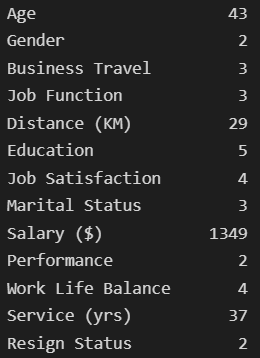 Age 43
Gender 2
Business Travel 3
Job Function 3
Distance (KM) 29
Education 5
Job Satisfaction 4
Marital Status 3
Salary ($) 1349
Performance 2
Work Life Balance 4
Service (yrs) 37
Resign Status 2